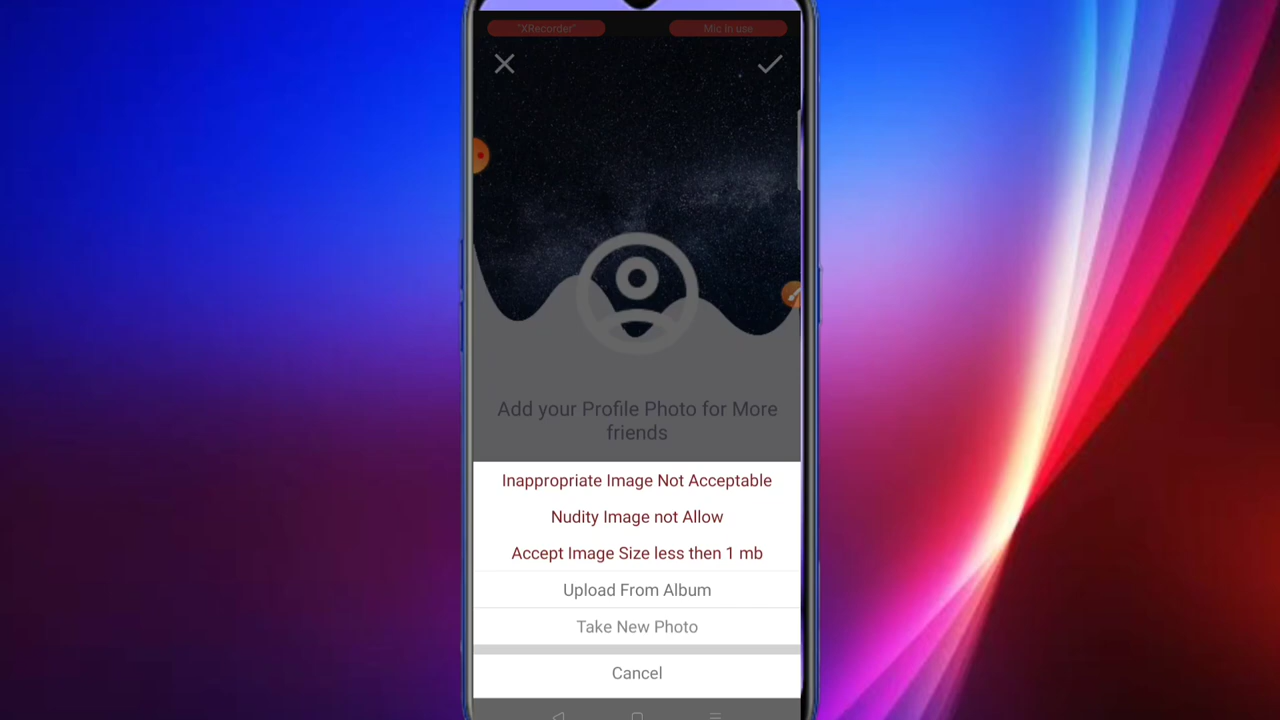 "XRecorder"
Mic in use
Add your Profile Photo for More
friends
Inappropriate Image Not Acceptable
Nudity Image not Allow
Accept Image Size less then 1 mb
Upload From Album
Take New Photo
Cancel